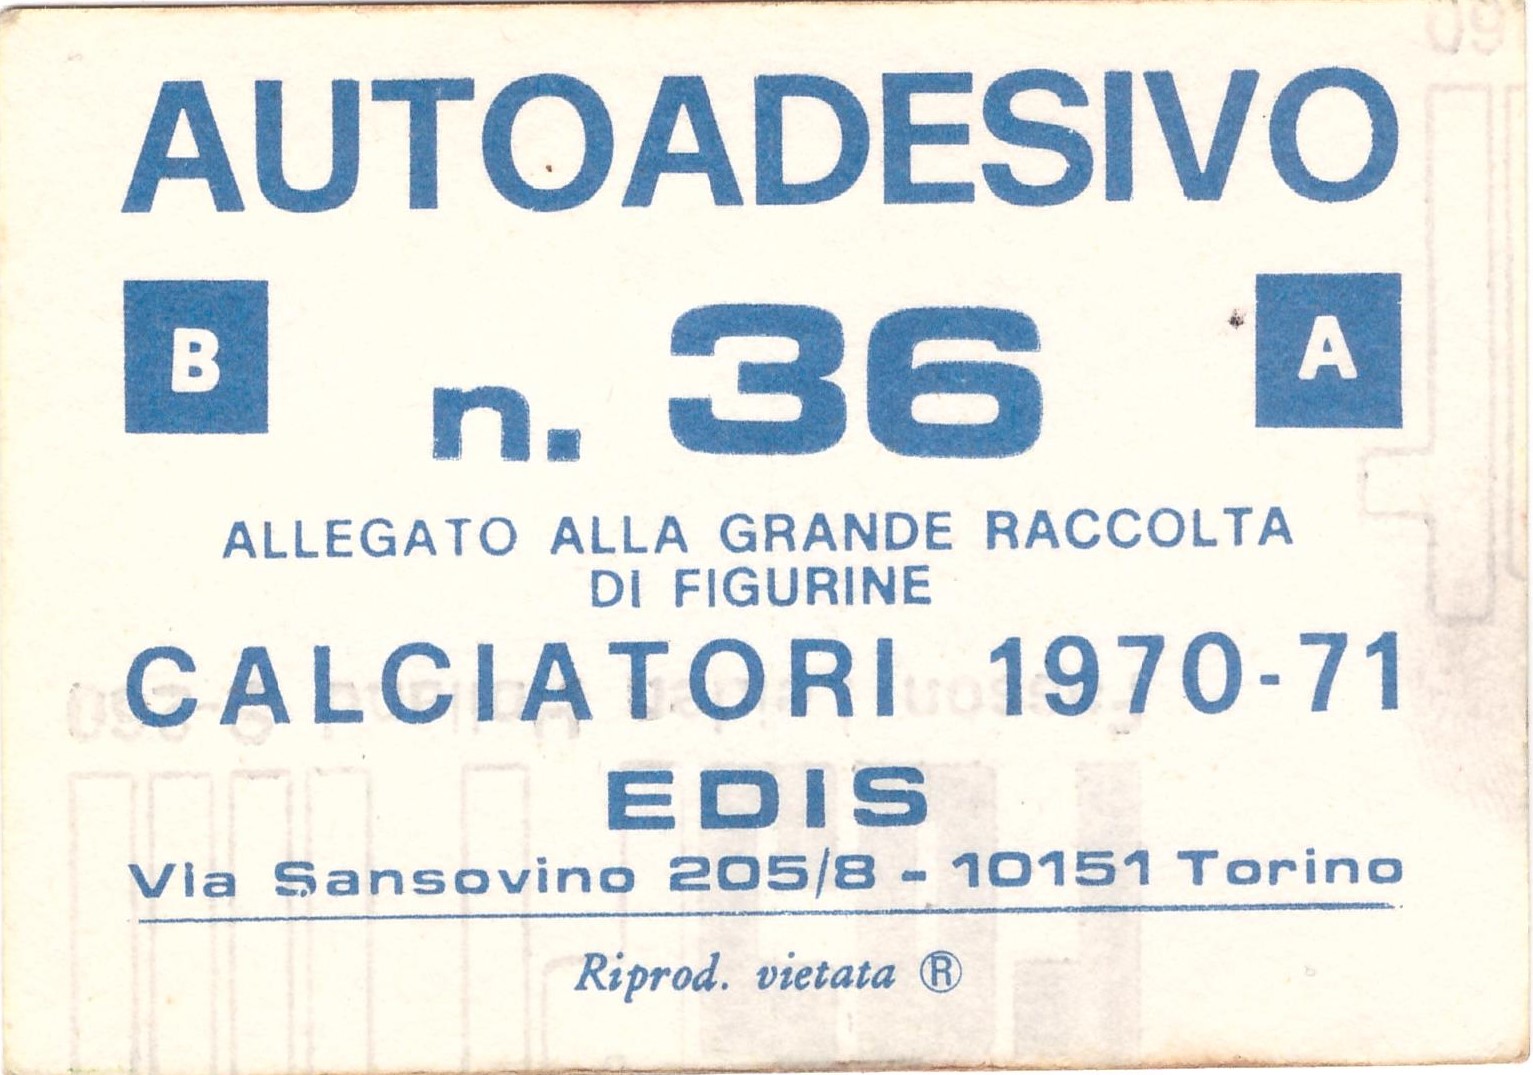 AUTOADESIVO
B n. 36 A
ALLEGATO ALLA GRANDE RACCOLTA
DI FIGURINE
CALCIATORI 1970-71
EDIS
Via Sansovino 205/8 - 10151 Torino
Riprod. vietata ®